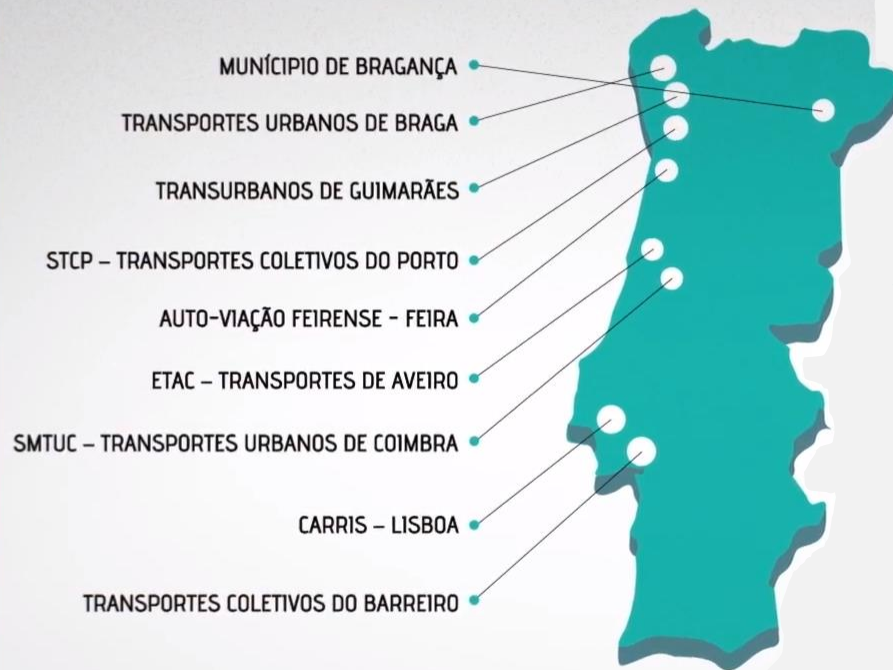 MUNÍCIPIO DE BRAGANÇA
TRANSPORTES URBANOS DE BRAGA
TRANSURBANOS DE GUIMARÃES
STCP – TRANSPORTES COLETIVOS DO PORTO
AUTO-VIAÇÃO FEIRENSE - FEIRA
ETAC – TRANSPORTES DE AVEIRO
SMTUC – TRANSPORTES URBANOS DE COIMBRA
CARRIS – LISBOA
TRANSPORTES COLETIVOS DO BARREIRO